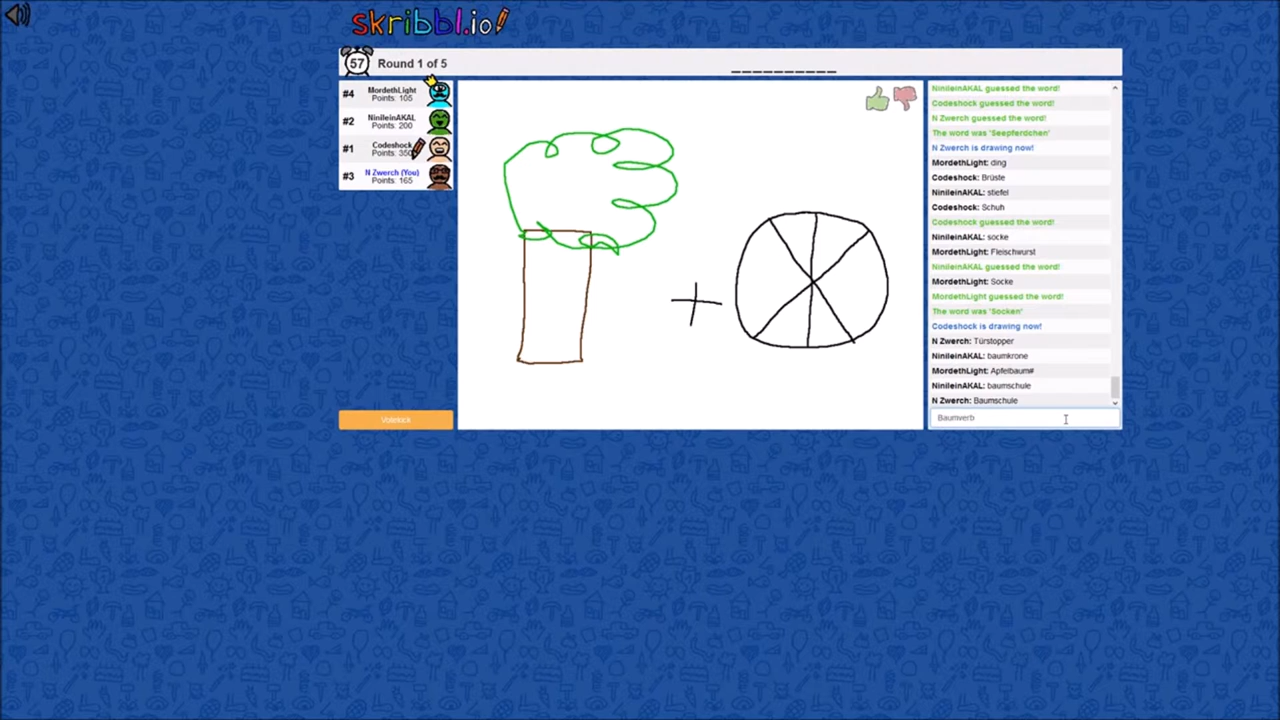 skribbl.io!
57
Round 1 of 5
__________
#4
MordethLight
Points: 105
#2
NinileinAKAL
Points: 200
#1
Codeshock
Points: 350
#3
N Zwerch (You)
Points: 165
Votekick
NinileinAKAL guessed the word!
Codeshock guessed the word!
N Zwerch guessed the word!
The word was 'Seepferdchen'
N Zwerch is drawing now!
MordethLight: ding
Codeshock: Brüste
NinileinAKAL: stiefel
Codeshock: Schuh
Codeshock guessed the word!
NinileinAKAL: socke
MordethLight: Fleischwurst
NinileinAKAL guessed the word!
MordethLight: Socke
MordethLight guessed the word!
The word was 'Socken'
Codeshock is drawing now!
N Zwerch: Türstopper
NinileinAKAL: baumkrone
MordethLight: Apfelbaum#
NinileinAKAL: baumschule
N Zwerch: Baumschule
Baumverb